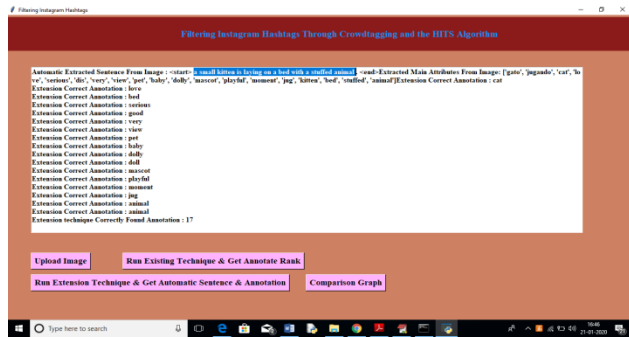 Filtering Instagram Hashtags
Filtering Instagram Hashtags Through Crowdtagging and the HITS Algorithm
Automatic Extracted Sentence From Image : <start> a small kitten is laying on a bed with a stuffed animal . <end>Extracted Main Attributes From Image: ['gato', 'jugando', 'cat', 'lo
ve', 'serious', 'dis', 'very', 'view', 'pet', 'baby', 'dolly', 'mascot', 'playful', 'moment', 'jug', 'kitten', 'bed', 'stuffed', 'animal']Extension Correct Annotation : cat
Extension Correct Annotation : love
Extension Correct Annotation : bed
Extension Correct Annotation : serious
Extension Correct Annotation : good
Extension Correct Annotation : very
Extension Correct Annotation : view
Extension Correct Annotation : pet
Extension Correct Annotation : baby
Extension Correct Annotation : dolly
Extension Correct Annotation : doll
Extension Correct Annotation : mascot
Extension Correct Annotation : playful
Extension Correct Annotation : moment
Extension Correct Annotation : jug
Extension Correct Annotation : animal
Extension Correct Annotation : animal
Extension technique Correctly Found Annotation : 17
Upload Image
Run Existing Technique & Get Annotate Rank
Run Extension Technique & Get Automatic Sentence & Annotation
Comparison Graph
Type here to search
16:46
21-01-2020